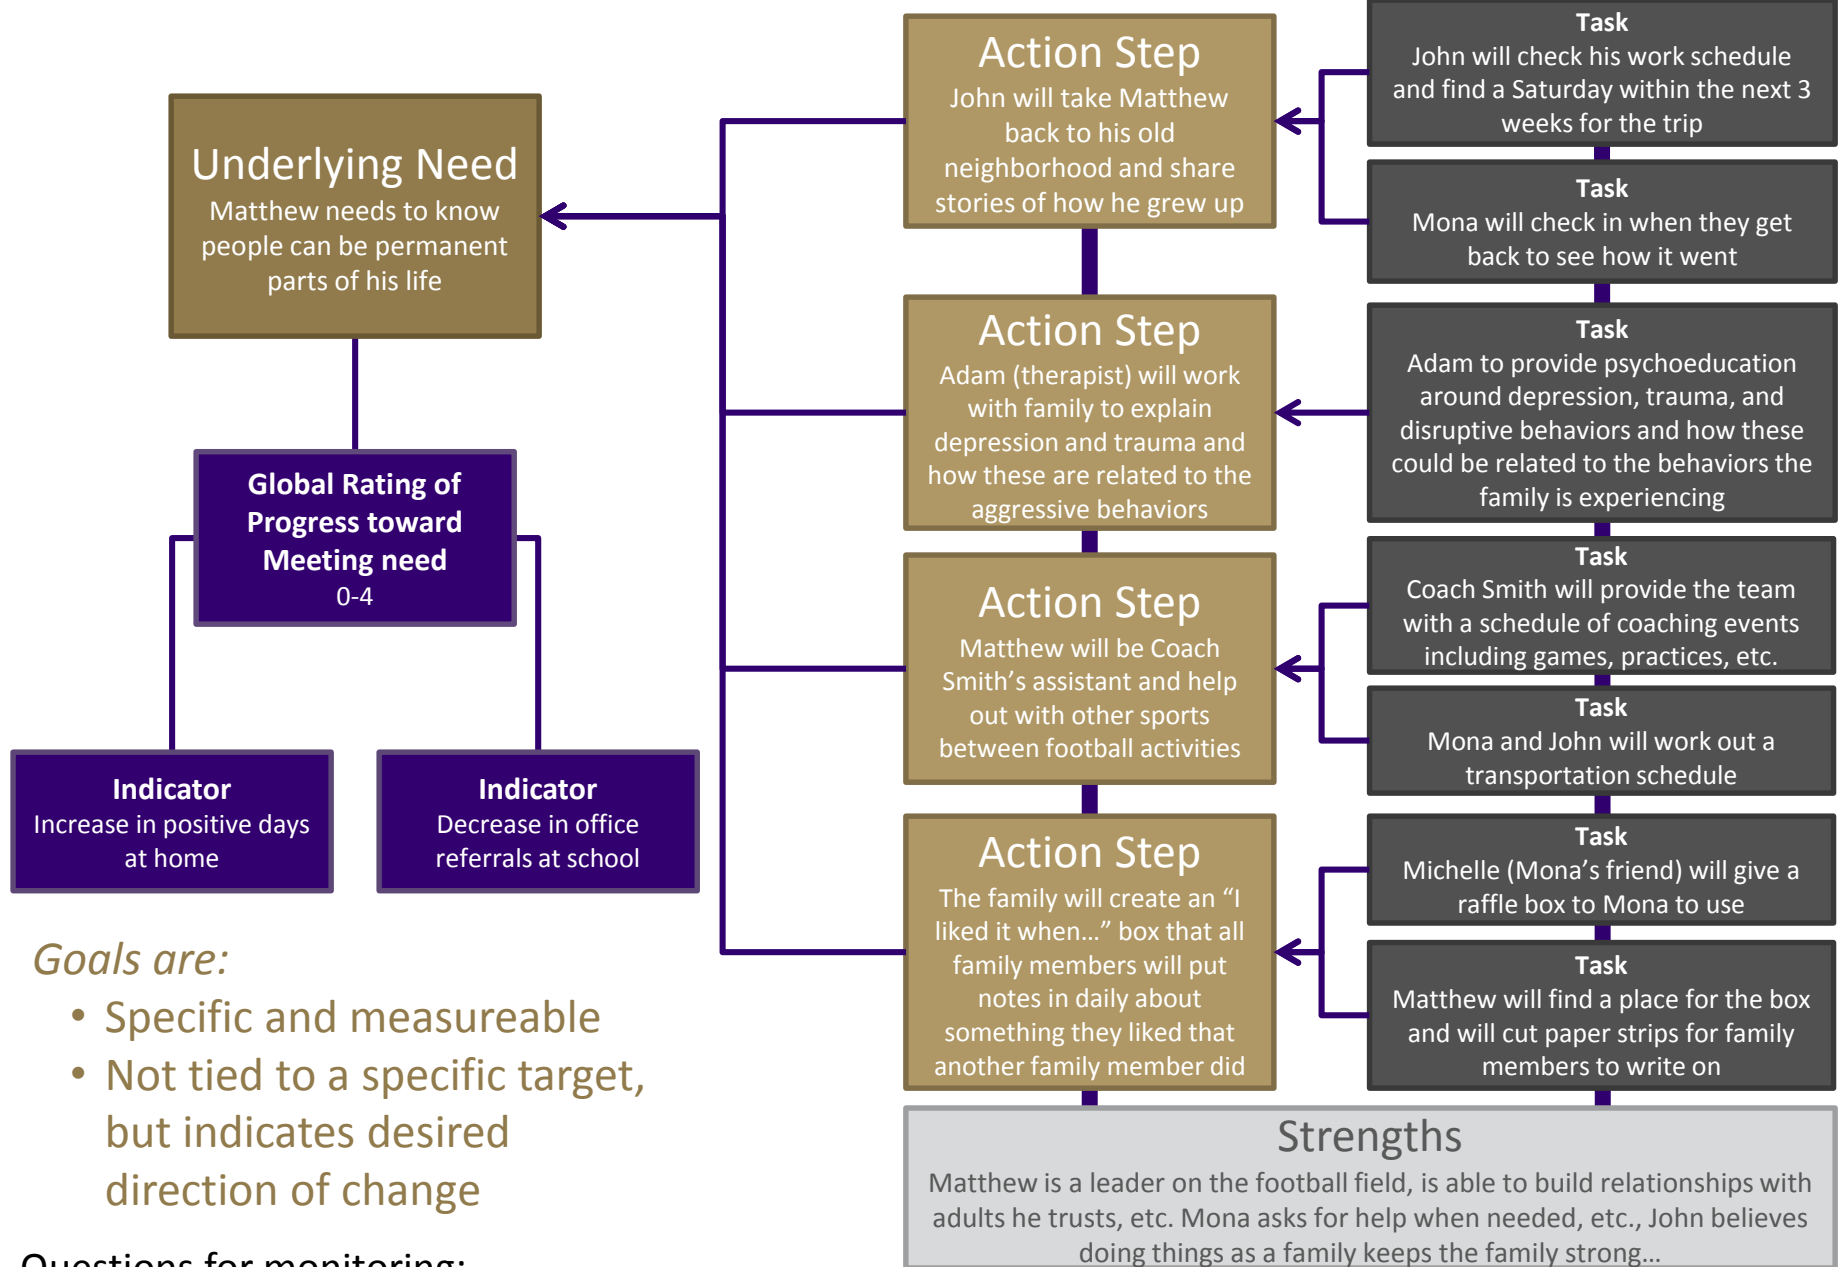 Underlying Need
Matthew needs to know
people can be permanent
parts of his life
Global Rating of
Progress toward
Meeting need
0-4
Indicator
Increase in positive days
at home
Indicator
Decrease in office
referrals at school
Goals are:
• Specific and measureable
• Not tied to a specific target,
but indicates desired
direction of change
Questions for monitoring:
Action Step
John will take Matthew
back to his old
neighborhood and share
stories of how he grew up
Action Step
Adam (therapist) will work
with family to explain
depression and trauma and
how these are related to the
aggressive behaviors
Action Step
Matthew will be Coach
Smith’s assistant and help
out with other sports
between football activities
Action Step
The family will create an “I
liked it when…” box that all
family members will put
notes in daily about
something they liked that
another family member did
Task
John will check his work schedule
and find a Saturday within the next 3
weeks for the trip
Task
Mona will check in when they get
back to see how it went
Task
Adam to provide psychoeducation
around depression, trauma, and
disruptive behaviors and how these
could be related to the behaviors the
family is experiencing
Task
Coach Smith will provide the team
with a schedule of coaching events
including games, practices, etc.
Task
Mona and John will work out a
transportation schedule
Task
Michelle (Mona’s friend) will give a
raffle box to Mona to use
Task
Matthew will find a place for the box
and will cut paper strips for family
members to write on
Strengths
Matthew is a leader on the football field, is able to build relationships with
adults he trusts, etc. Mona asks for help when needed, etc., John believes
doing things as a family keeps the family strong…